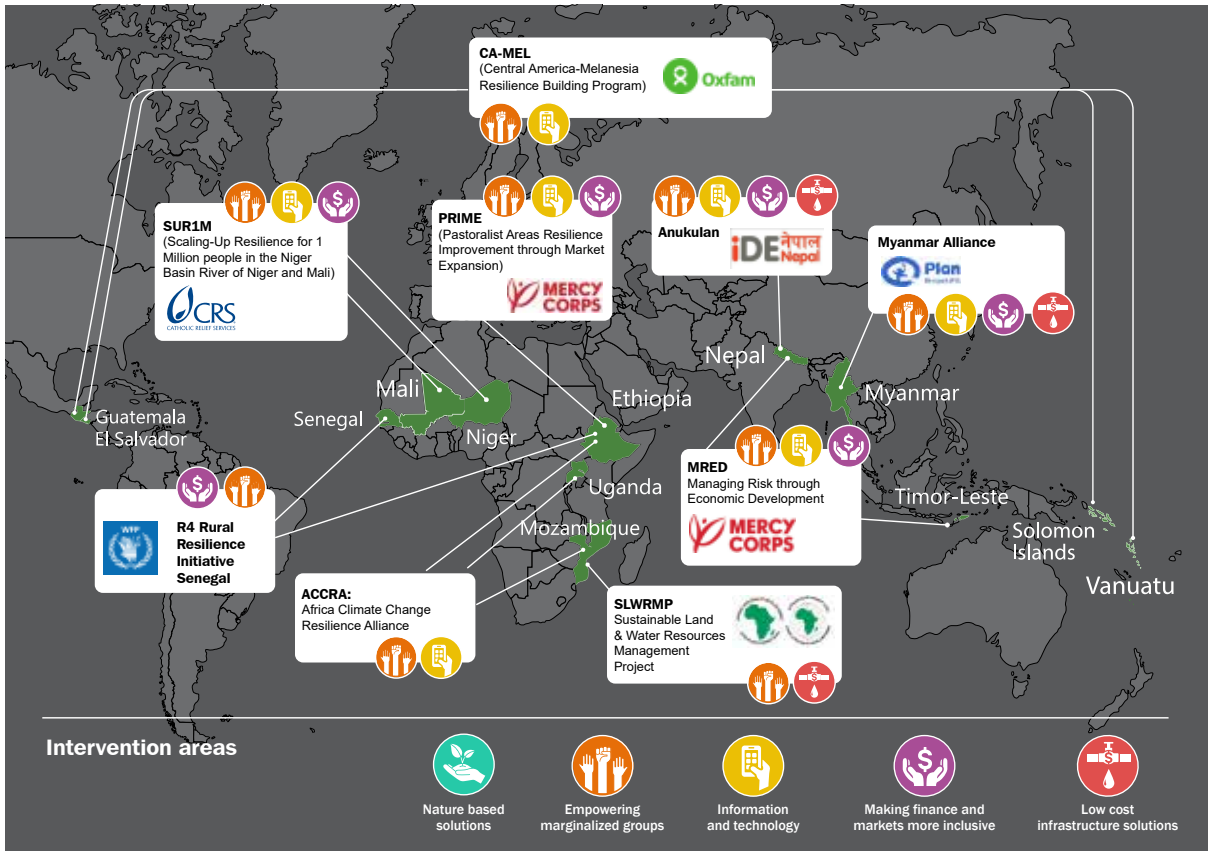 CA-MEL
(Central America-Melanesia
Resilience Building Program)
Oxfam
SUR1M
(Scaling-Up Resilience for 1
Million people in the Niger
Basin River of Niger and Mali)
CRS
CATHOLIC RELIEF SERVICES
PRIME
(Pastoralist Areas Resilience
Improvement through Market
Expansion)
MERCY
CORPS
Anukulan
iDE नेपाल
Nepal
Myanmar Alliance
Plan
Nepal
Myanmar
Mali
Senegal
Niger
Ethiopia
Uganda
Mozambique
Guatemala
El Salvador
Timor-Leste
Solomon
Islands
Vanuatu
WFP
R4 Rural
Resilience
Initiative
Senegal
ACCRA:
Africa Climate Change
Resilience Alliance
MRED
Managing Risk through
Economic Development
MERCY
CORPS
SLWRMP
Sustainable Land
& Water Resources
Management
Project
Intervention areas
Nature based
solutions
Empowering
marginalized groups
Information
and technology
Making finance and
markets more inclusive
Low cost
infrastructure solutions